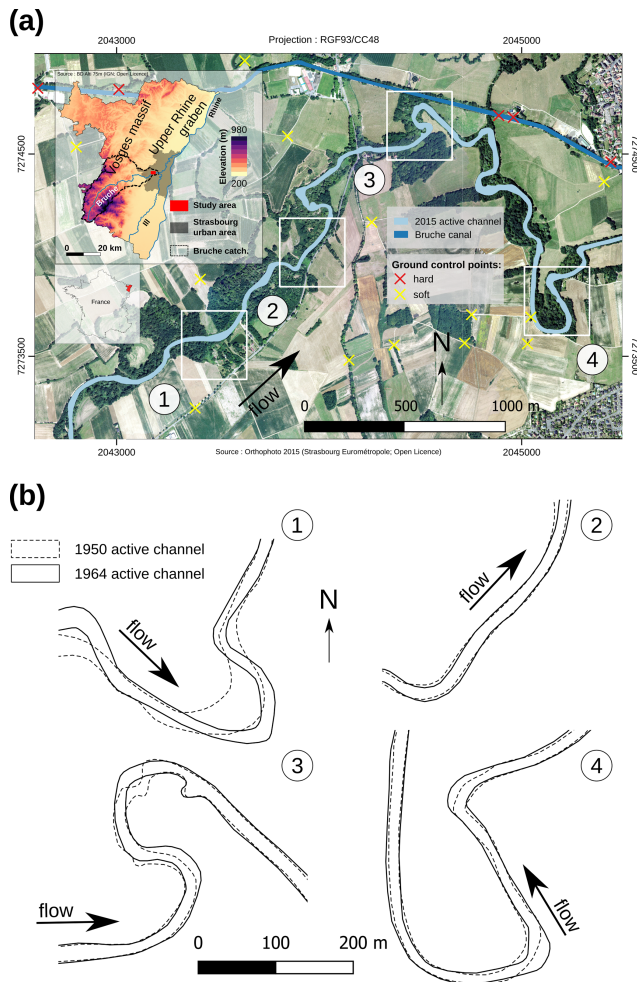 (a)
Projection : RGF93/CC48
2043000
2045000
Source : BD Alti 75m (IGN; Open Licence)
Vosges massif
Upper Rhine
graben
Rhine
Bruche
Ill
Elevation (m)
980
200
Study area
Strasbourg
urban area
Bruche catch.
0 20 km
France
7274500
7274500
7273500
7273500
2015 active channel
Bruche canal
Ground control points:
hard
soft
1
2
3
4
flow
N
0 500 1000 m
2043000
2045000
Source : Orthophoto 2015 (Strasbourg Eurométropole; Open Licence)
(b)
1950 active channel
1964 active channel
1
flow
N
2
flow
3
flow
4
flow
0 100 200 m